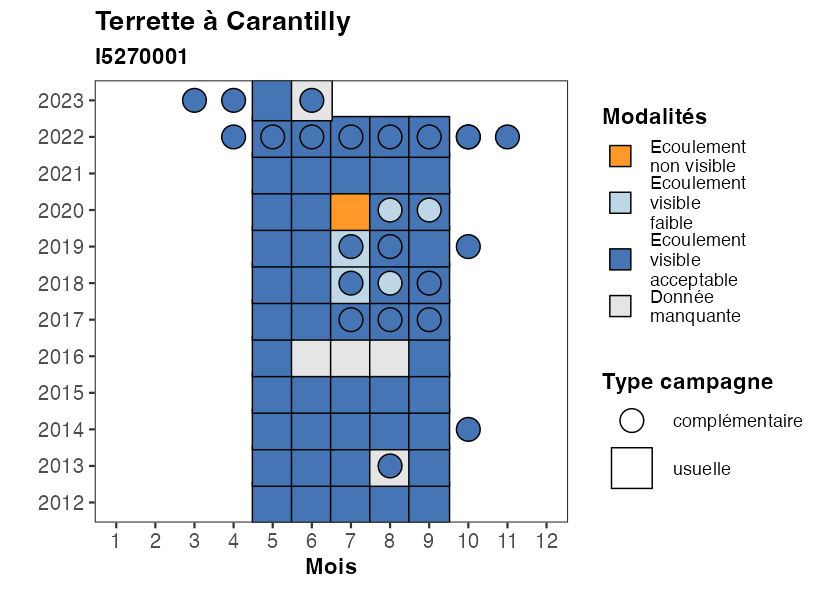 Terrette à Carantilly
I5270001
2023
2022
2021
2020
2019
2018
2017
2016
2015
2014
2013
2012
1 2 3 4 5 6 7 8 9 10 11 12
Mois
Modalités
Ecoulement
non visible
Ecoulement
visible
faible
Ecoulement
visible
acceptable
Donnée
manquante
Type campagne
complémentaire
usuelle